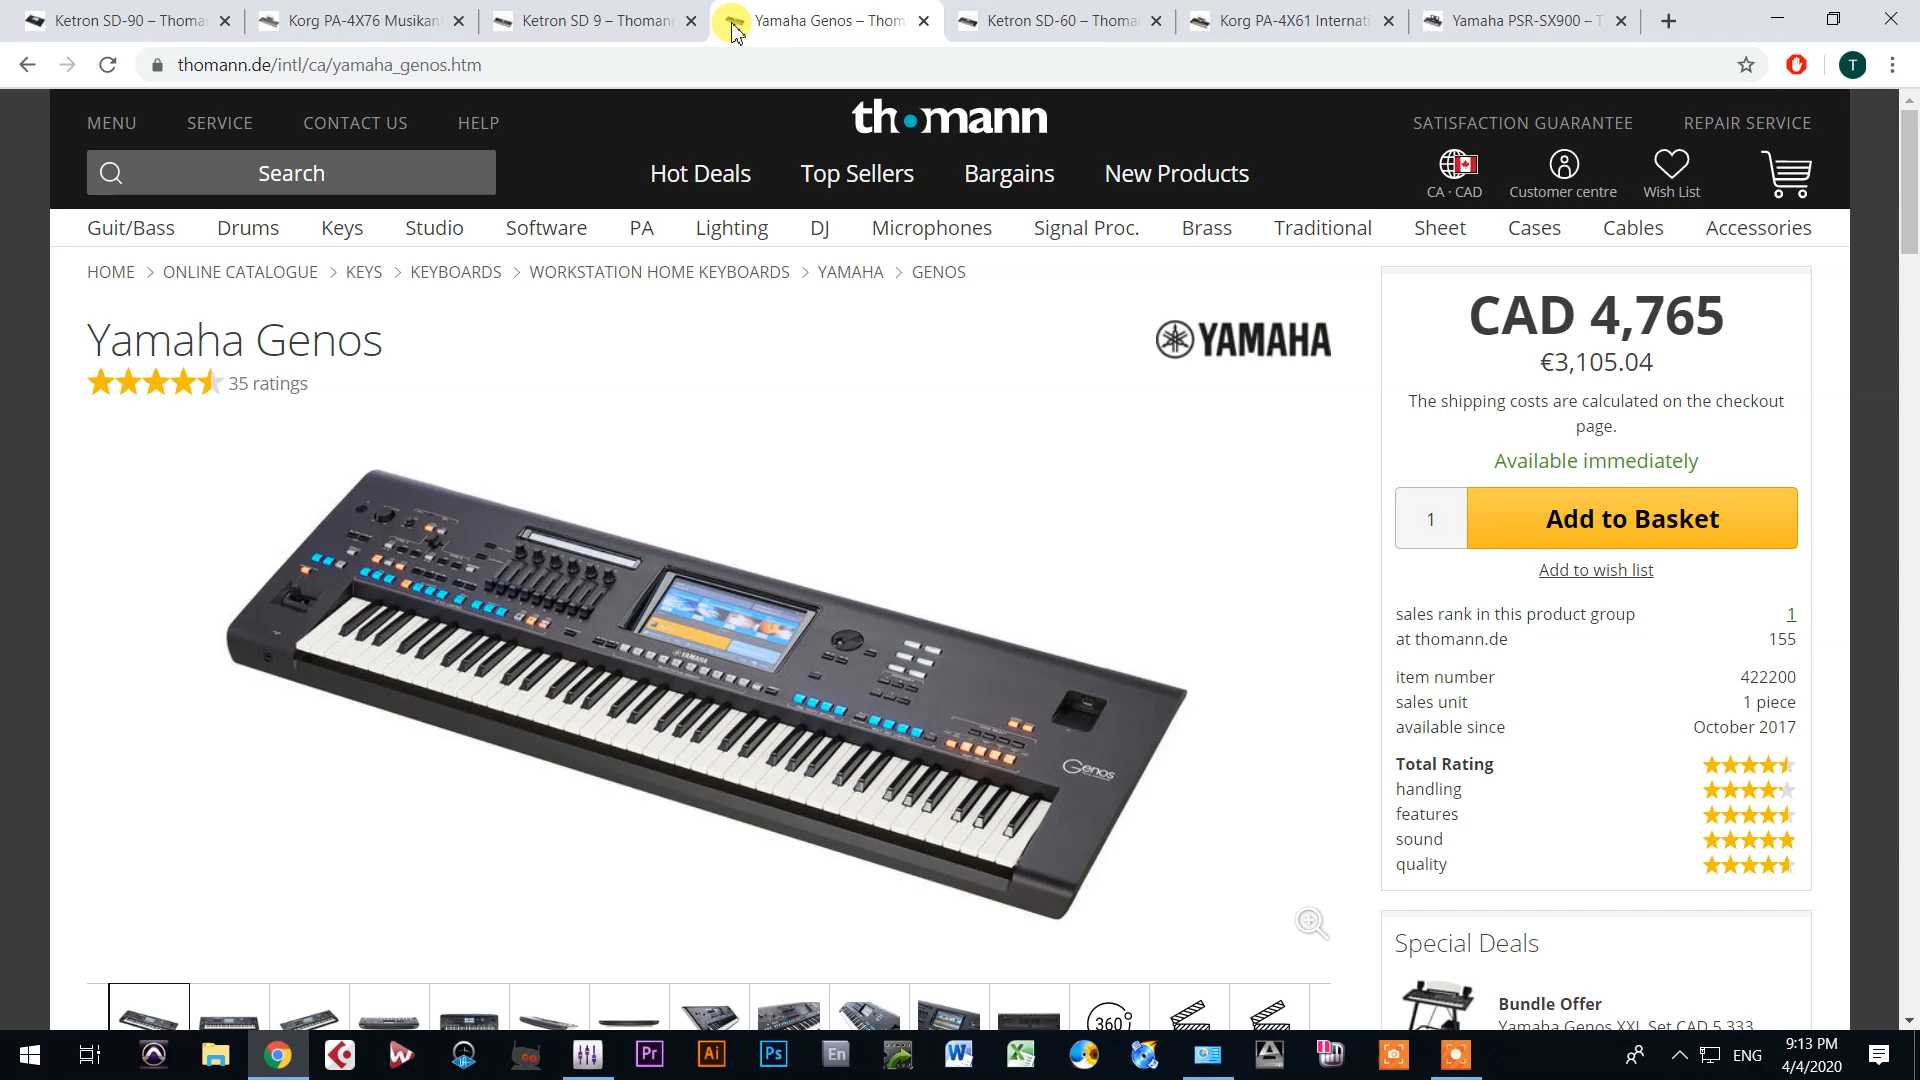 Ketron SD-90 – Thoma
Korg PA-4X76 Musikant
Ketron SD 9 – Thomann
Yamaha Genos – Thom
Ketron SD-60 – Thoma
Korg PA-4X61 Internati
Yamaha PSR-SX900 – T
thomann.de/intl/ca/yamaha_genos.htm
T
MENU SERVICE CONTACT US HELP
thomann
SATISFACTION GUARANTEE REPAIR SERVICE
Search
Hot Deals Top Sellers Bargains New Products
CA · CAD Customer centre Wish List
Guit/Bass Drums Keys Studio Software PA Lighting DJ Microphones Signal Proc. Brass Traditional Sheet Cases Cables Accessories
HOME > ONLINE CATALOGUE > KEYS > KEYBOARDS > WORKSTATION HOME KEYBOARDS > YAMAHA > GENOS
Yamaha Genos
35 ratings
YAMAHA
YAMAHA
Genos
CAD 4,765
€3,105.04
The shipping costs are calculated on the checkout
page.
Available immediately
1 Add to Basket
Add to wish list
sales rank in this product group 1
at thomann.de 155
item number 422200
sales unit 1 piece
available since October 2017
Total Rating
handling
features
sound
quality
Special Deals
Bundle Offer
Yamaha Genos XXL Set CAD 5,333
360°
Pr Ai Ps En
ENG
9:13 PM
4/4/2020